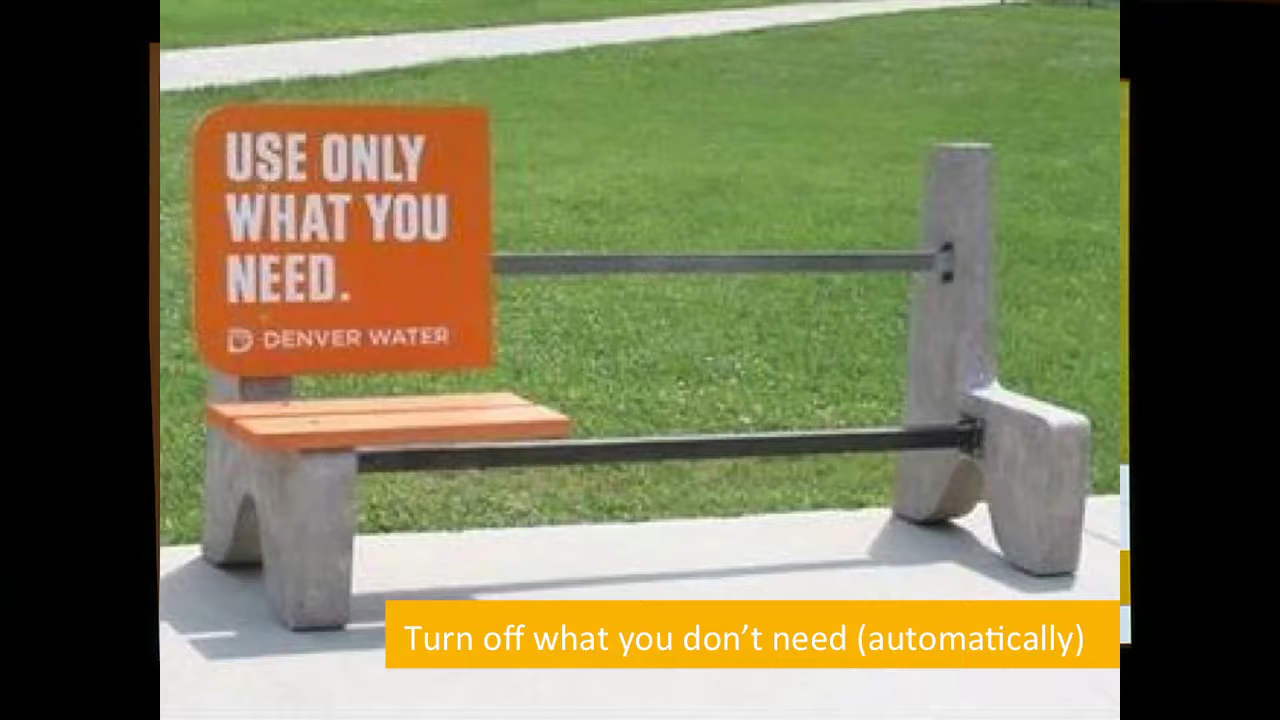 USE ONLY
WHAT YOU
NEED.
DENVER WATER
Turn off what you don't need (automatically)